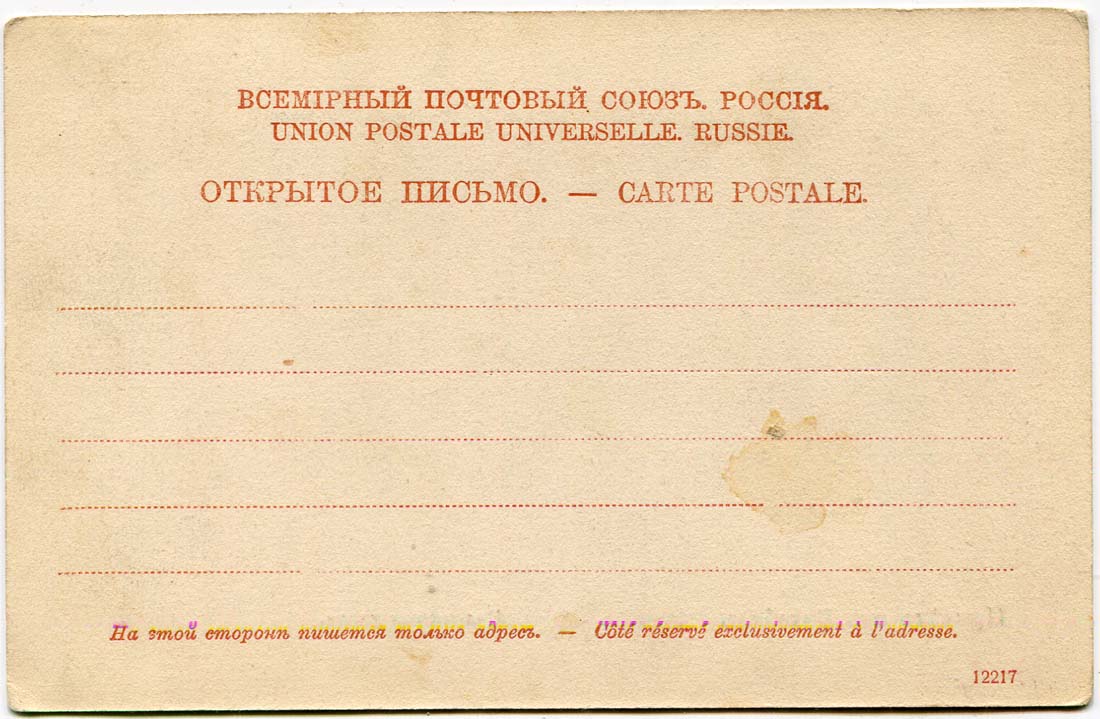 ВСЕМІРНЫЙ ПОЧТОВЫЙ СОЮЗЪ. РОССІЯ.
UNION POSTALE UNIVERSELLE. RUSSIE.
ОТКРЫТОЕ ПИСЬМО. — CARTE POSTALE.
На этой сторонѣ пишется только адресъ. — Côté réservé exclusivement à l'adresse.
12217